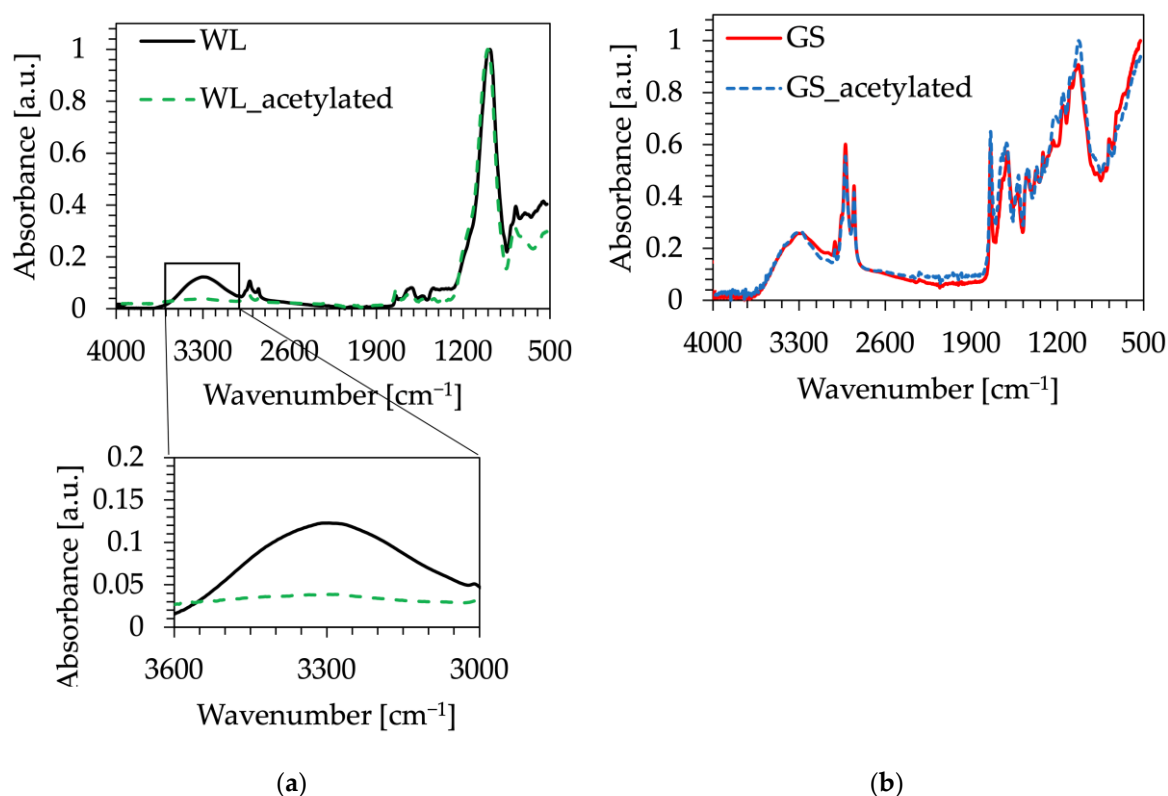 WL
WL_acetylated
Absorbance [a.u.]
1
0.8
0.6
0.4
0.2
0
4000 3300 2600 1900 1200 500
Wavenumber [cm⁻¹]
0.2
0.15
0.1
0.05
0
Absorbance [a.u.]
3600 3300 3000
Wavenumber [cm⁻¹]
(a)
GS
GS_acetylated
Absorbance [a.u.]
1
0.8
0.6
0.4
0.2
0
4000 3300 2600 1900 1200 500
Wavenumber [cm⁻¹]
(b)